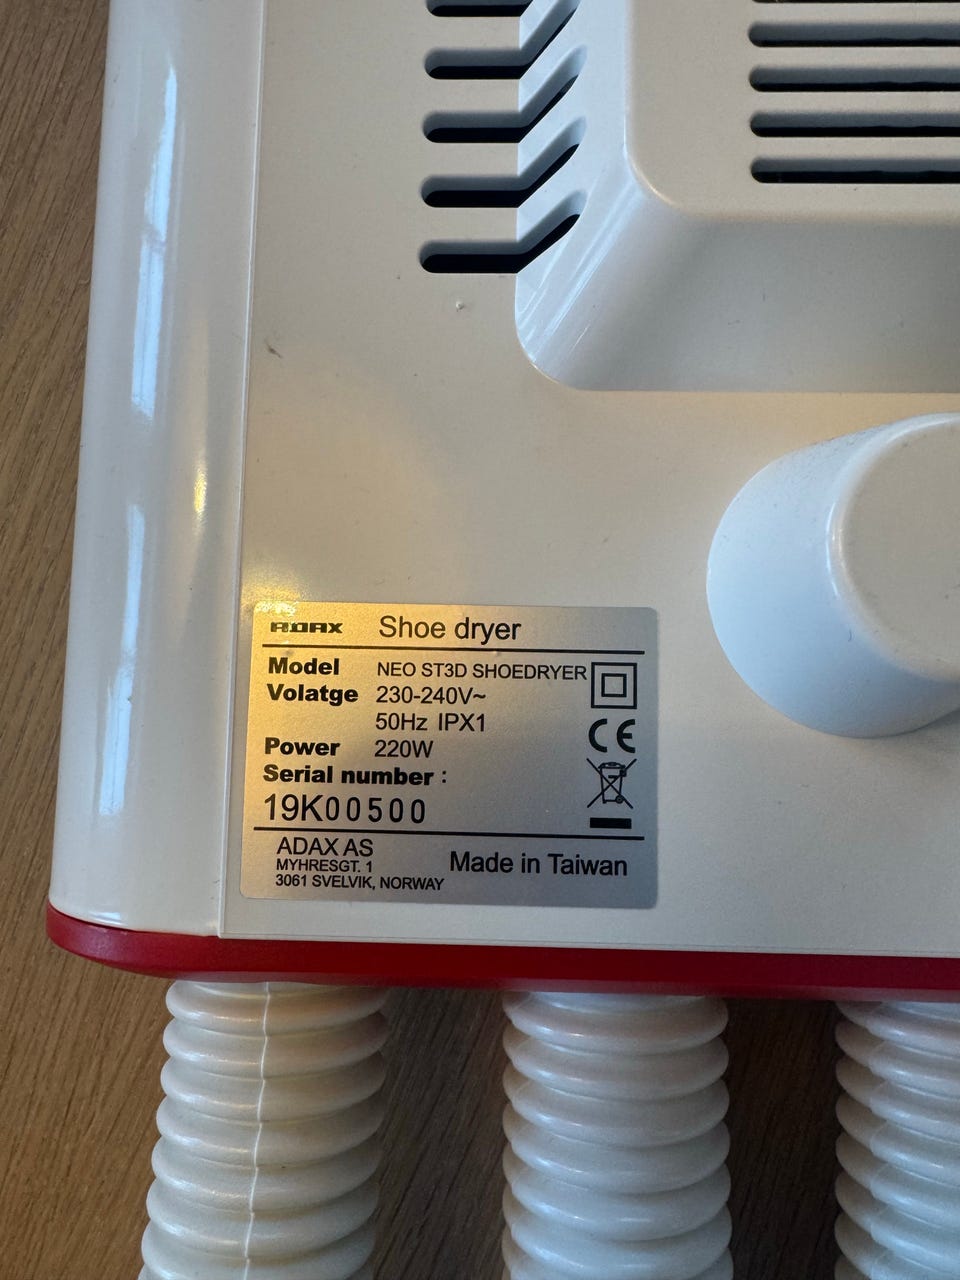 ADAX Shoe dryer
Model NEO ST3D SHOEDRYER
Volatge 230-240V~
50Hz IPX1
Power 220W
Serial number :
19K00500
ADAX AS
MYHRESGT. 1
3061 SVELVIK, NORWAY
Made in Taiwan
CE